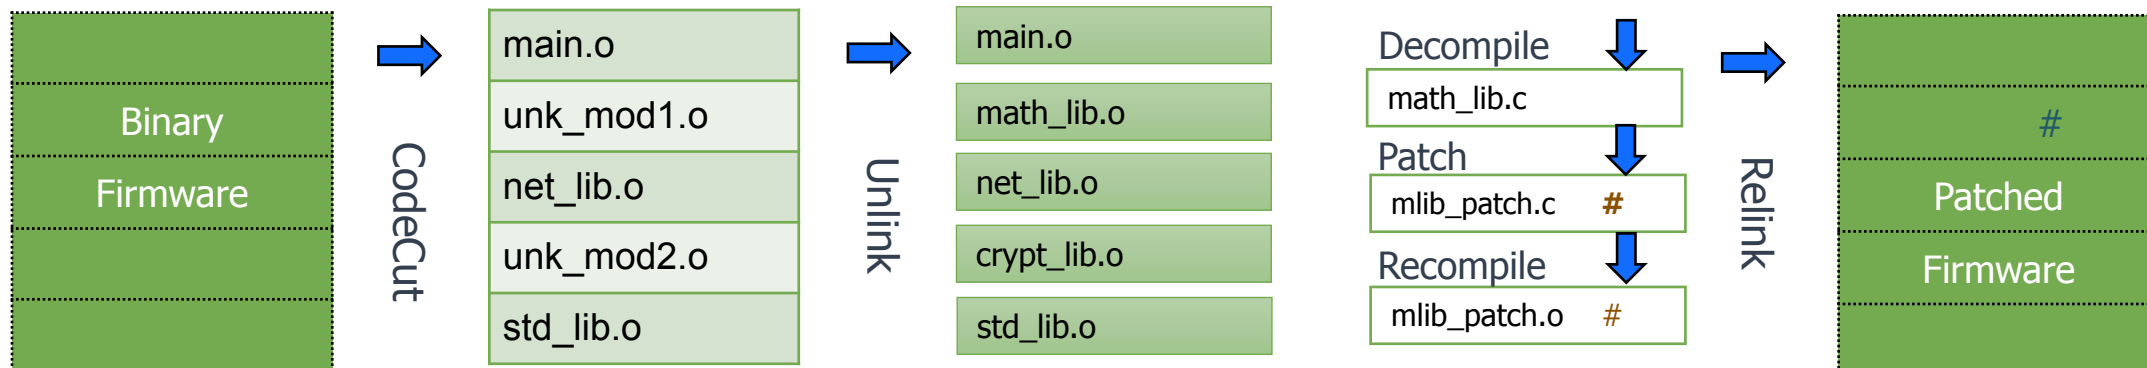 Binary
Firmware
CodeCut
main.o
unk_mod1.o
net_lib.o
unk_mod2.o
std_lib.o
Unlink
main.o
math_lib.o
net_lib.o
crypt_lib.o
std_lib.o
Decompile
math_lib.c
Patch
mlib_patch.c #
Recompile
mlib_patch.o #
Relink
#
Patched
Firmware